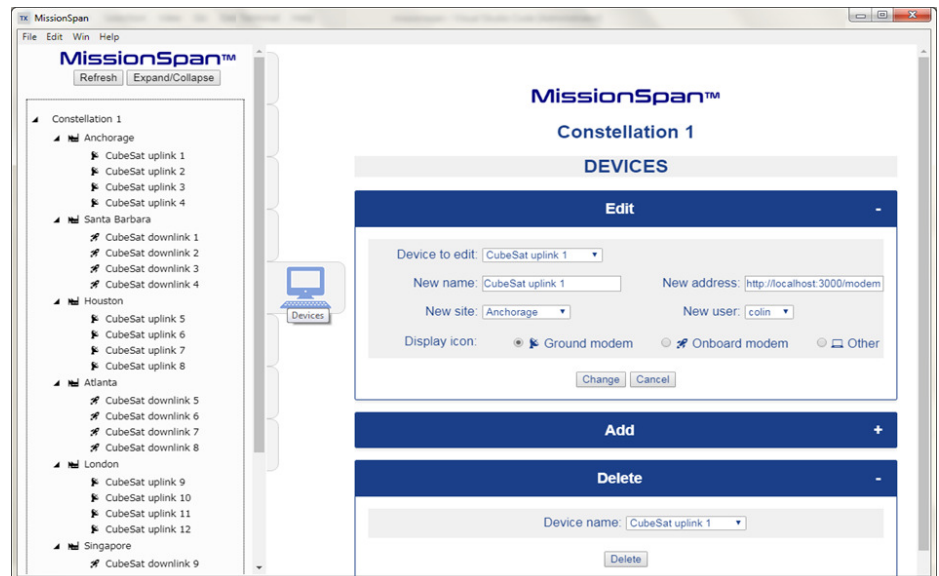 TX MissionSpan
File Edit Win Help
MissionSpan™
Refresh Expand/Collapse
Constellation 1
Anchorage
CubeSat uplink 1
CubeSat uplink 2
CubeSat uplink 3
CubeSat uplink 4
Santa Barbara
CubeSat downlink 1
CubeSat downlink 2
CubeSat downlink 3
CubeSat downlink 4
Houston
CubeSat uplink 5
CubeSat uplink 6
CubeSat uplink 7
CubeSat uplink 8
Atlanta
CubeSat downlink 5
CubeSat downlink 6
CubeSat downlink 7
CubeSat downlink 8
London
CubeSat uplink 9
CubeSat uplink 10
CubeSat uplink 11
CubeSat uplink 12
Singapore
CubeSat downlink 9
Devices
MissionSpan™
Constellation 1
DEVICES
Edit -
Device to edit: CubeSat uplink 1
New name: CubeSat uplink 1 New address: http://localhost:3000/modem
New site: Anchorage New user: colin
Display icon: Ground modem Onboard modem Other
Change Cancel
Add +
Delete -
Device name: CubeSat uplink 1
Delete